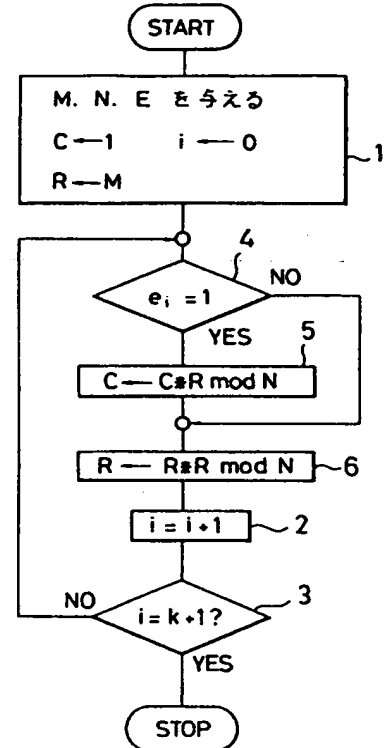 START
M. N. E を与える
C←1 i←0
R←M
1
4
NO
e_i = 1
YES
5
C ← C*R mod N
R ← R*R mod N
6
i = i+1
2
3
NO
i = k+1?
YES
STOP